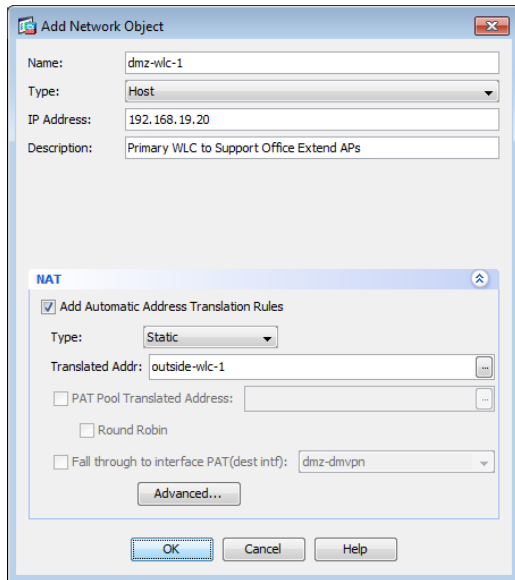 Add Network Object
Name: dmz-wlc-1
Type: Host
IP Address: 192.168.19.20
Description: Primary WLC to Support Office Extend APs
NAT
Add Automatic Address Translation Rules
Type: Static
Translated Addr: outside-wlc-1 ...
PAT Pool Translated Address: ...
Round Robin
Fall through to interface PAT(dest intf): dmz-dmvpn
Advanced...
OK Cancel Help